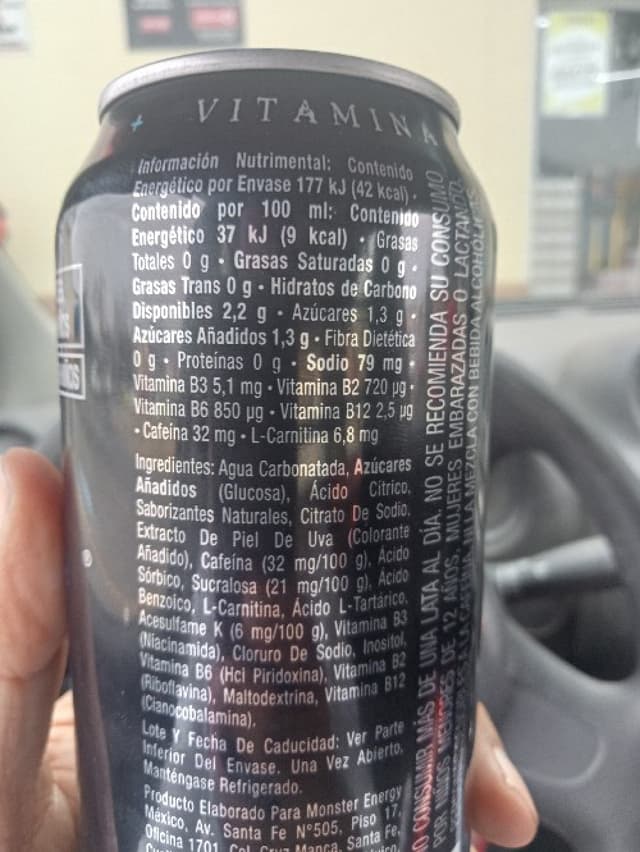 + VITAMINA
Información Nutrimental: Contenido
Energético por Envase 177 kJ (42 kcal) •
Contenido por 100 ml: Contenido
Energético 37 kJ (9 kcal) • Grasas
Totales 0 g • Grasas Saturadas 0 g •
Grasas Trans 0 g • Hidratos de Carbono
Disponibles 2,2 g • Azúcares 1,3 g •
Azúcares Añadidos 1,3 g • Fibra Dietética
0 g • Proteínas 0 g • Sodio 79 mg •
Vitamina B3 5,1 mg • Vitamina B2 720 µg •
Vitamina B6 850 µg • Vitamina B12 2,5 µg
• Cafeína 32 mg • L-Carnitina 6,8 mg
Ingredientes: Agua Carbonatada, Azúcares
Añadidos (Glucosa), Ácido Cítrico,
Saborizantes Naturales, Citrato De Sodio,
Extracto De Piel De Uva (Colorante
Añadido), Cafeína (32 mg/100 g), Ácido
Sórbico, Sucralosa (21 mg/100 g), Ácido
Benzoico, L-Carnitina, Ácido L-Tartárico,
Acesulfame K (6 mg/100 g), Vitamina B3
(Niacinamida), Cloruro De Sodio, Inositol,
Vitamina B6 (Hcl Piridoxina), Vitamina B2
(Riboflavina), Maltodextrina, Vitamina B12
(Cianocobalamina).
Lote Y Fecha De Caducidad: Ver Parte
Inferior Del Envase. Una Vez Abierto,
Manténgase Refrigerado.
Producto Elaborado Para Monster Energy
México, Av. Santa Fe N°505, Piso 17,
Oficina 1701 Col. Cruz Manca, Santa Fe,
NO CONSUMIR MÁS DE UNA LATA AL DÍA. NO SE RECOMIENDA SU CONSUMO
POR NIÑOS MENORES DE 12 AÑOS, MUJERES EMBARAZADAS O LACTANDO,
A LA CAFEÍNA NI LA MEZCLA CON BEBIDAS ALCOHÓLICAS